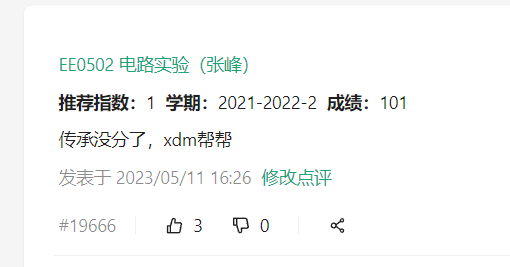 EE0502 电路实验（张峰）
推荐指数：1 学期：2021-2022-2 成绩：101
传承没分了，xdm帮帮
发表于 2023/05/11 16:26 修改点评
#19666 3 0